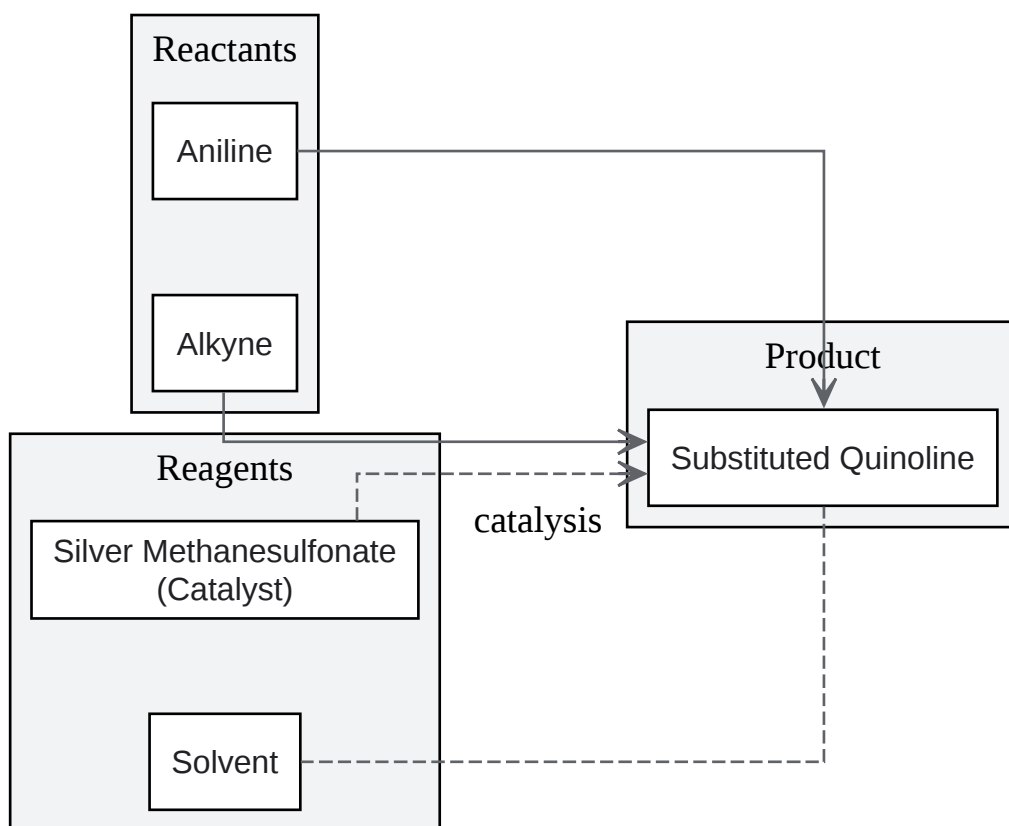 Reactants
Aniline
Alkyne
Product
Substituted Quinoline
Reagents
catalysis
Silver Methanesulfonate
(Catalyst)
Solvent